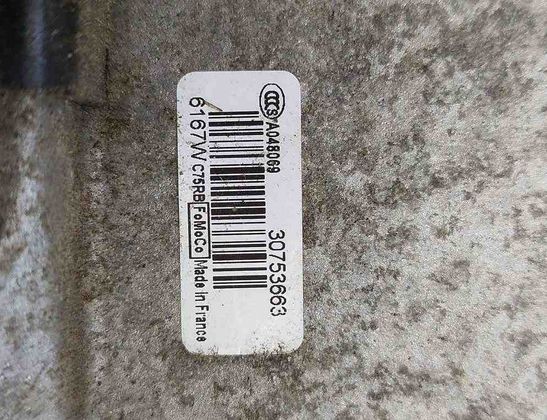 CCC S/A048069
30753663
6167W C75RB FoMoCo Made in France